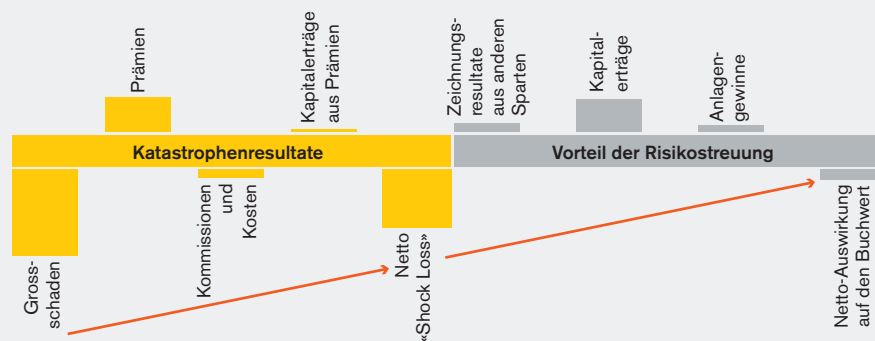 Prämien
Kapitalerträge
aus Prämien
Zeichnungs-
resultate
aus anderen
Sparten
Kapital-
erträge
Anlagen-
gewinne
Katastrophenresultate
Vorteil der Risikostreuung
Gross-
schaden
Kommissionen
und
Kosten
Netto
«Shock Loss»
Netto-Auswirkung
auf den Buchwert